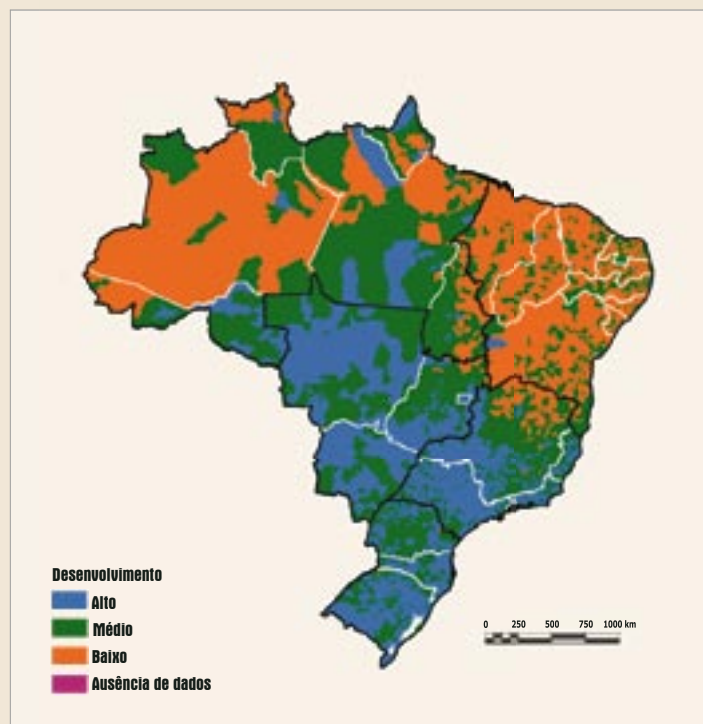 Desenvolvimento
Alto
Médio
Baixo
Ausência de dados
0 250 500 750 1000 km